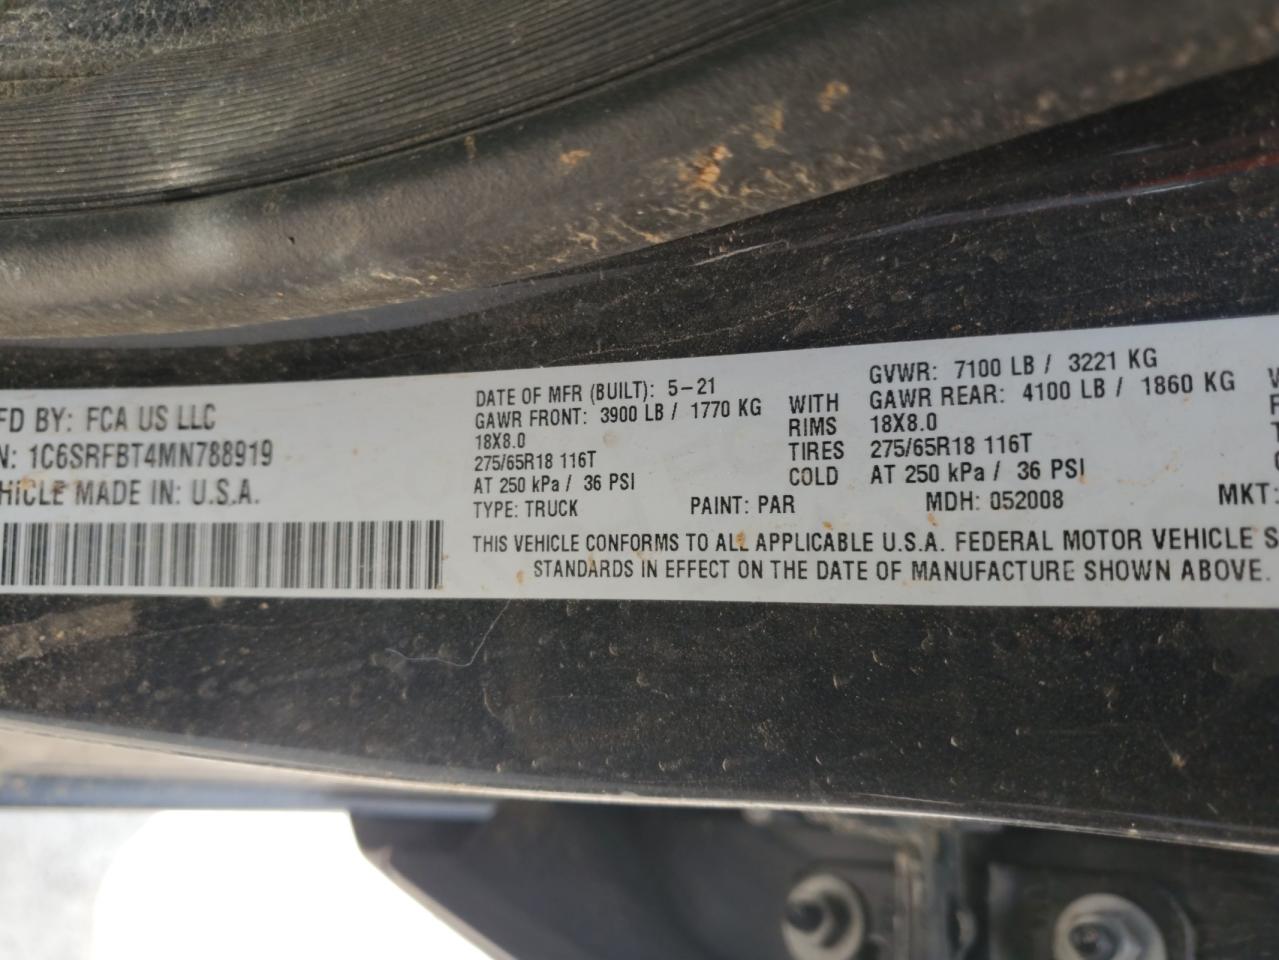 MFD BY: FCA US LLC
N: 1C6SRFBT4MN788919
HICLE MADE IN: U.S.A.
DATE OF MFR (BUILT): 5-21
GAWR FRONT: 3900 LB / 1770 KG
18X8.0
275/65R18 116T
AT 250 kPa / 36 PSI
TYPE: TRUCK
WITH
RIMS
TIRES
COLD
GVWR: 7100 LB / 3221 KG
GAWR REAR: 4100 LB / 1860 KG
18X8.0
275/65R18 116T
AT 250 kPa / 36 PSI
PAINT: PAR
MDH: 052008
MKT:
THIS VEHICLE CONFORMS TO ALL APPLICABLE U.S.A. FEDERAL MOTOR VEHICLE S
STANDARDS IN EFFECT ON THE DATE OF MANUFACTURE SHOWN ABOVE.